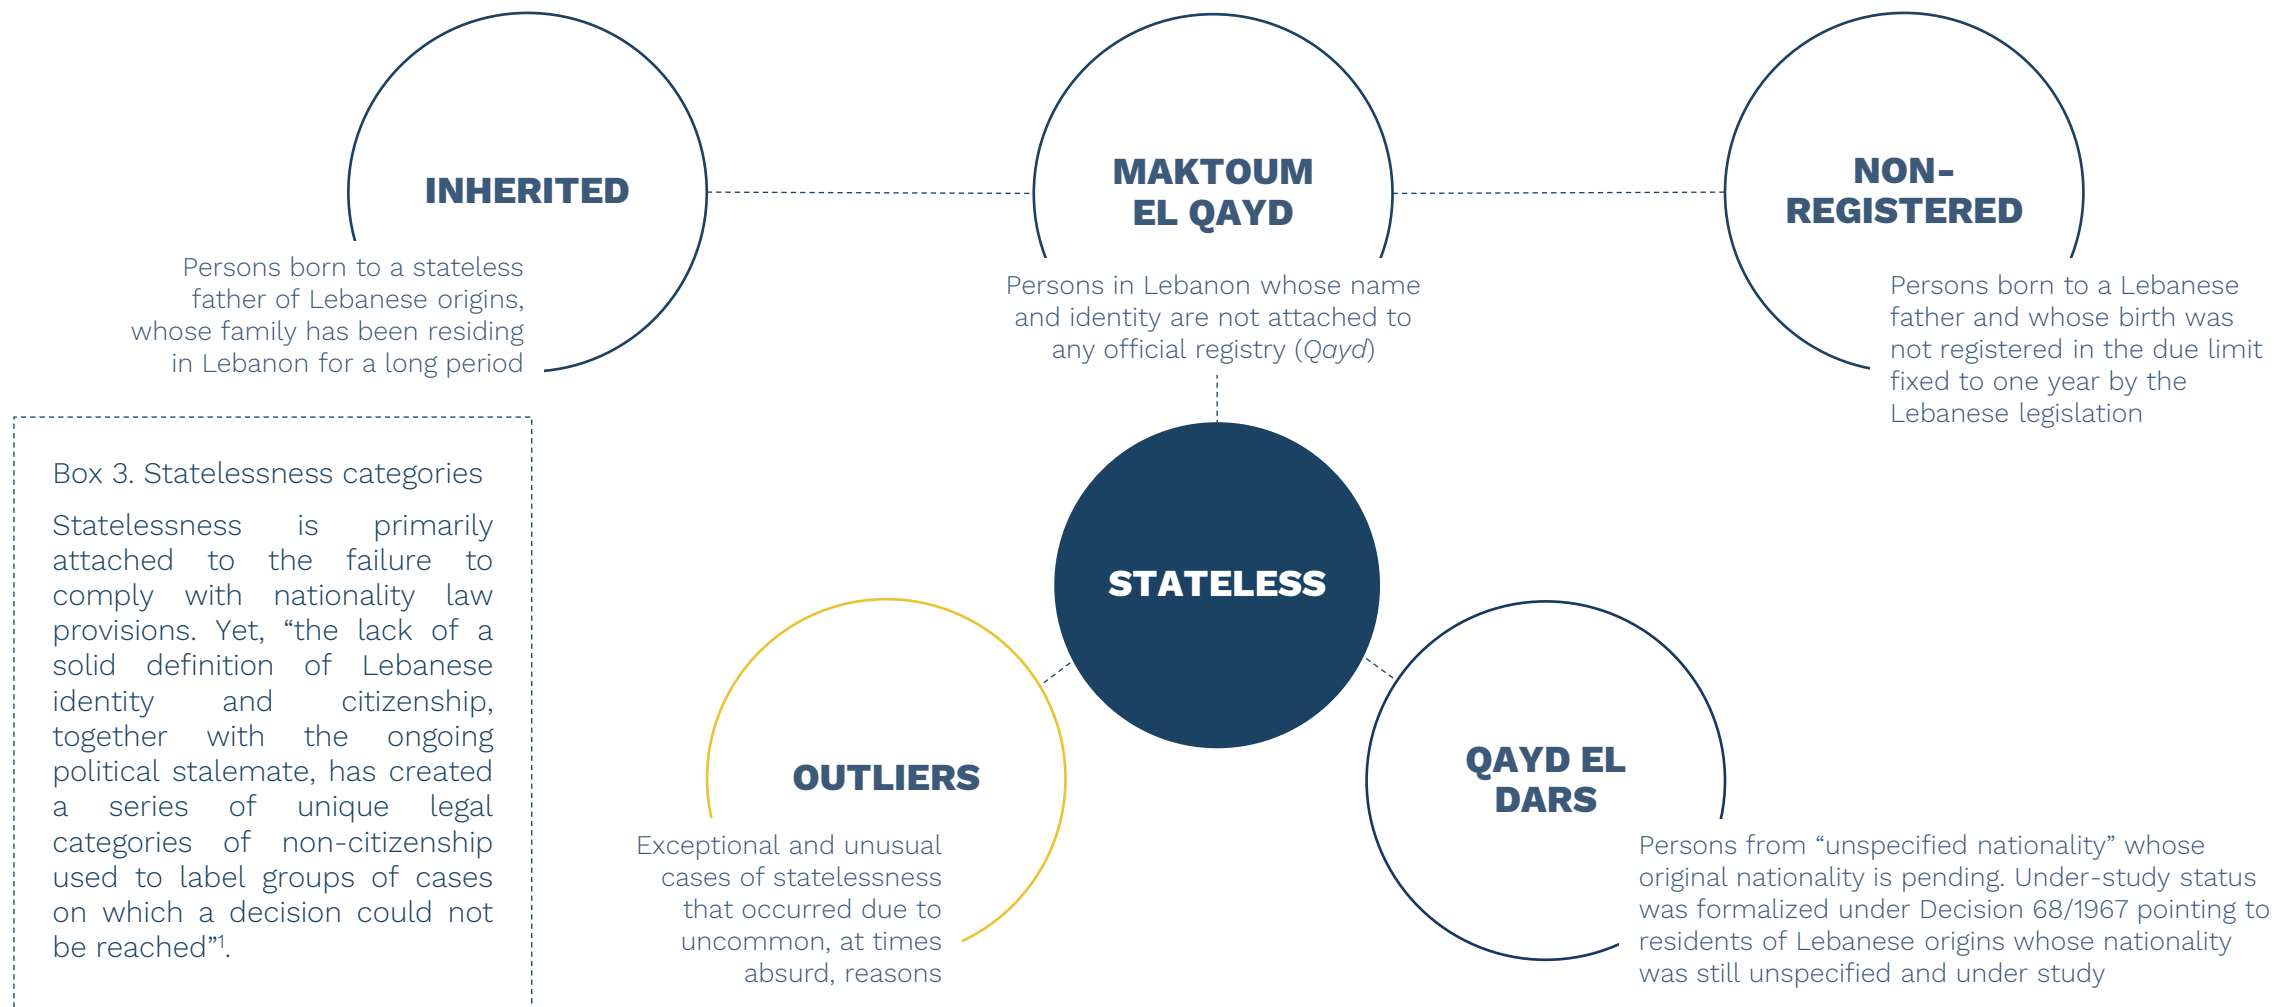 INHERITED
Persons born to a stateless
father of Lebanese origins,
whose family has been residing
in Lebanon for a long period
MAKTOUM
EL QAYD
Persons in Lebanon whose name
and identity are not attached to
any official registry (Qayd)
NON-
REGISTERED
Persons born to a Lebanese
father and whose birth was
not registered in the due limit
fixed to one year by the
Lebanese legislation
Box 3. Statelessness categories
Statelessness is primarily
attached to the failure to
comply with nationality law
provisions. Yet, “the lack of a
solid definition of Lebanese
identity and citizenship,
together with the ongoing
political stalemate, has created
a series of unique legal
categories of non-citizenship
used to label groups of cases
on which a decision could not
be reached”¹.
STATELESS
OUTLIERS
Exceptional and unusual
cases of statelessness
that occurred due to
uncommon, at times
absurd, reasons
QAYD EL
DARS
Persons from “unspecified nationality” whose
original nationality is pending. Under-study status
was formalized under Decision 68/1967 pointing to
residents of Lebanese origins whose nationality
was still unspecified and under study